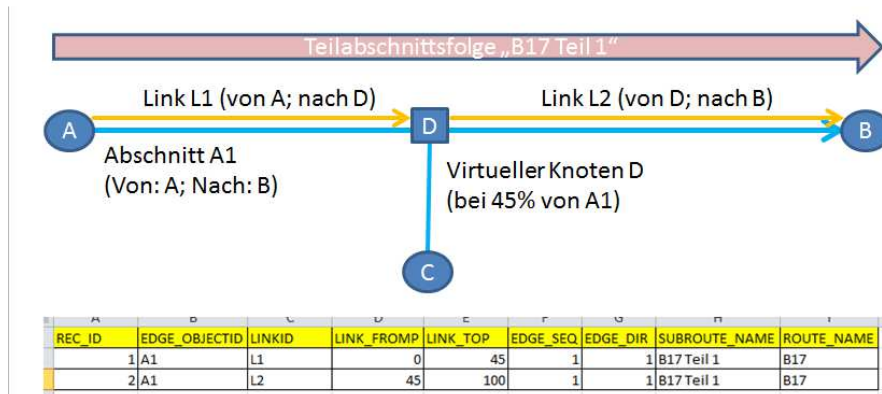 Teilabschnittsfolge „B17 Teil 1“
Link L1 (von A; nach D)
Link L2 (von D; nach B)
A
D
B
Abschnitt A1
(Von: A; Nach: B)
Virtueller Knoten D
(bei 45% von A1)
C
A B C D E F G H
REC_ID EDGE_OBJECTID LINKID LINK_FROMP LINK_TOP EDGE_SEQ EDGE_DIR SUBROUTE_NAME ROUTE_NAME
1 A1 L1 0 45 1 1 B17 Teil 1 B17
2 A1 L2 45 100 1 1 B17 Teil 1 B17